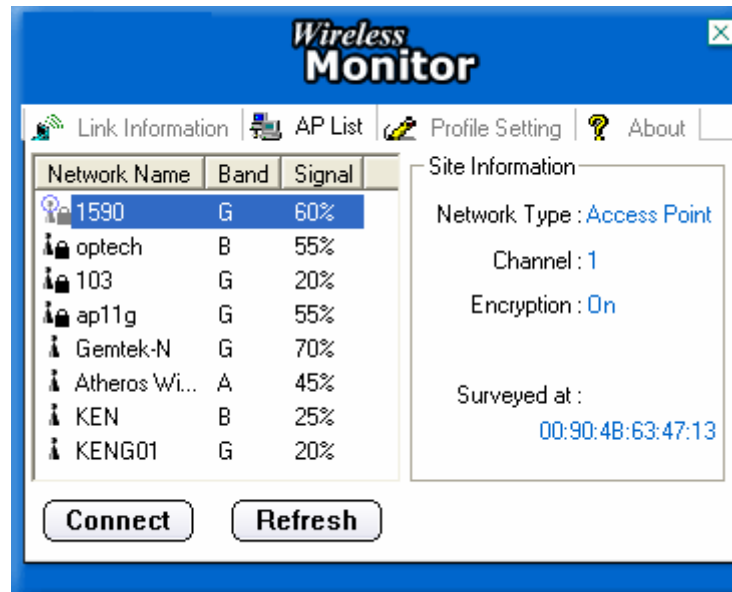 Wireless
Monitor
Link Information AP List Profile Setting ? About
Network Name Band Signal
1590 G 60%
optech B 55%
103 G 20%
ap11g G 55%
Gemtek-N G 70%
Atheros Wi... A 45%
KEN B 25%
KENG01 G 20%
Site Information
Network Type : Access Point
Channel : 1
Encryption : On
Surveyed at :
00:90:4B:63:47:13
Connect Refresh